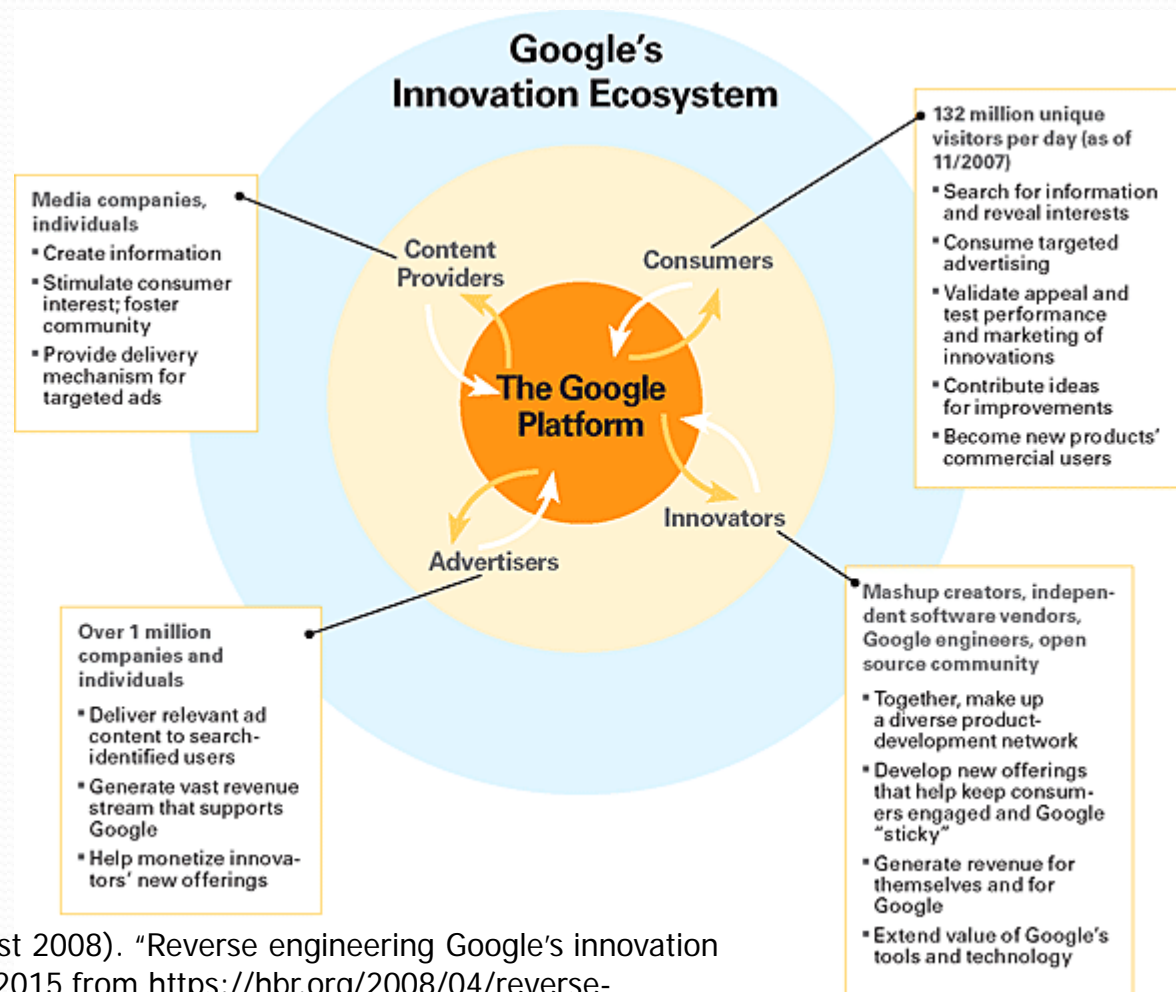 Google's
Innovation Ecosystem
Media companies,
individuals
▪ Create information
▪ Stimulate consumer
interest; foster
community
▪ Provide delivery
mechanism for
targeted ads
Content
Providers
Consumers
132 million unique
visitors per day (as of
11/2007)
▪ Search for information
and reveal interests
▪ Consume targeted
advertising
▪ Validate appeal and
test performance
and marketing of
innovations
▪ Contribute ideas
for improvements
▪ Become new products'
commercial users
The Google
Platform
Advertisers
Innovators
Over 1 million
companies and
individuals
▪ Deliver relevant ad
content to search-
identified users
▪ Generate vast revenue
stream that supports
Google
▪ Help monetize innova-
tors' new offerings
Mashup creators, indepen-
dent software vendors,
Google engineers, open
source community
▪ Together, make up
a diverse product-
development network
▪ Develop new offerings
that help keep consum-
ers engaged and Google
"sticky"
▪ Generate revenue for
themselves and for
Google
▪ Extend value of Google's
tools and technology
st 2008). "Reverse engineering Google's innovation
2015 from https://hbr.org/2008/04/reverse-